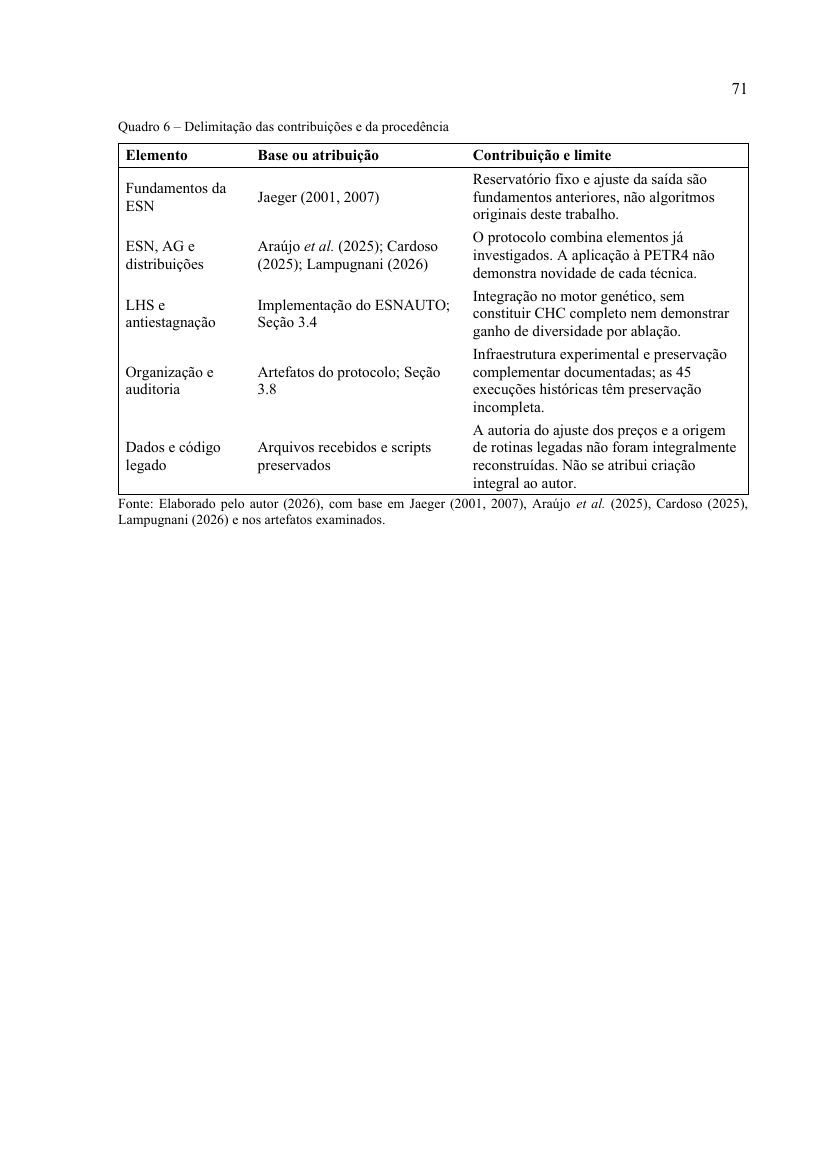 71
Quadro 6 – Delimitação das contribuições e da procedência
Elemento Base ou atribuição Contribuição e limite
Fundamentos da
ESN
Jaeger (2001, 2007)
Reservatório fixo e ajuste da saída são
fundamentos anteriores, não algoritmos
originais deste trabalho.
ESN, AG e
distribuições
Araújo et al. (2025); Cardoso
(2025); Lampugnani (2026)
O protocolo combina elementos já
investigados. A aplicação à PETR4 não
demonstra novidade de cada técnica.
LHS e
antiestagnação
Implementação do ESNAUTO;
Seção 3.4
Integração no motor genético, sem
constituir CHC completo nem demonstrar
ganho de diversidade por ablação.
Organização e
auditoria
Artefatos do protocolo; Seção
3.8
Infraestrutura experimental e preservação
complementar documentadas; as 45
execuções históricas têm preservação
incompleta.
Dados e código
legado
Arquivos recebidos e scripts
preservados
A autoria do ajuste dos preços e a origem
de rotinas legadas não foram integralmente
reconstruídas. Não se atribui criação
integral ao autor.
Fonte: Elaborado pelo autor (2026), com base em Jaeger (2001, 2007), Araújo et al. (2025), Cardoso (2025),
Lampugnani (2026) e nos artefatos examinados.